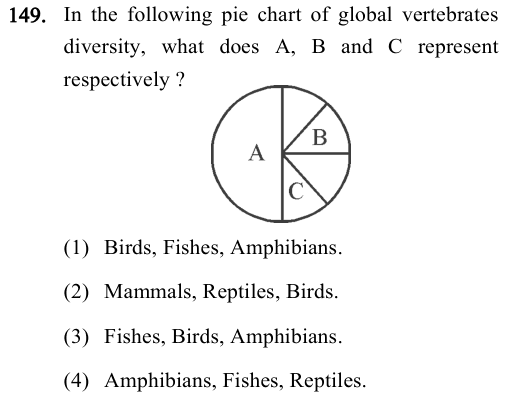 149. In the following pie chart of global vertebrates
diversity, what does A, B and C represent
respectively ?
A
B
C
(1) Birds, Fishes, Amphibians.
(2) Mammals, Reptiles, Birds.
(3) Fishes, Birds, Amphibians.
(4) Amphibians, Fishes, Reptiles.